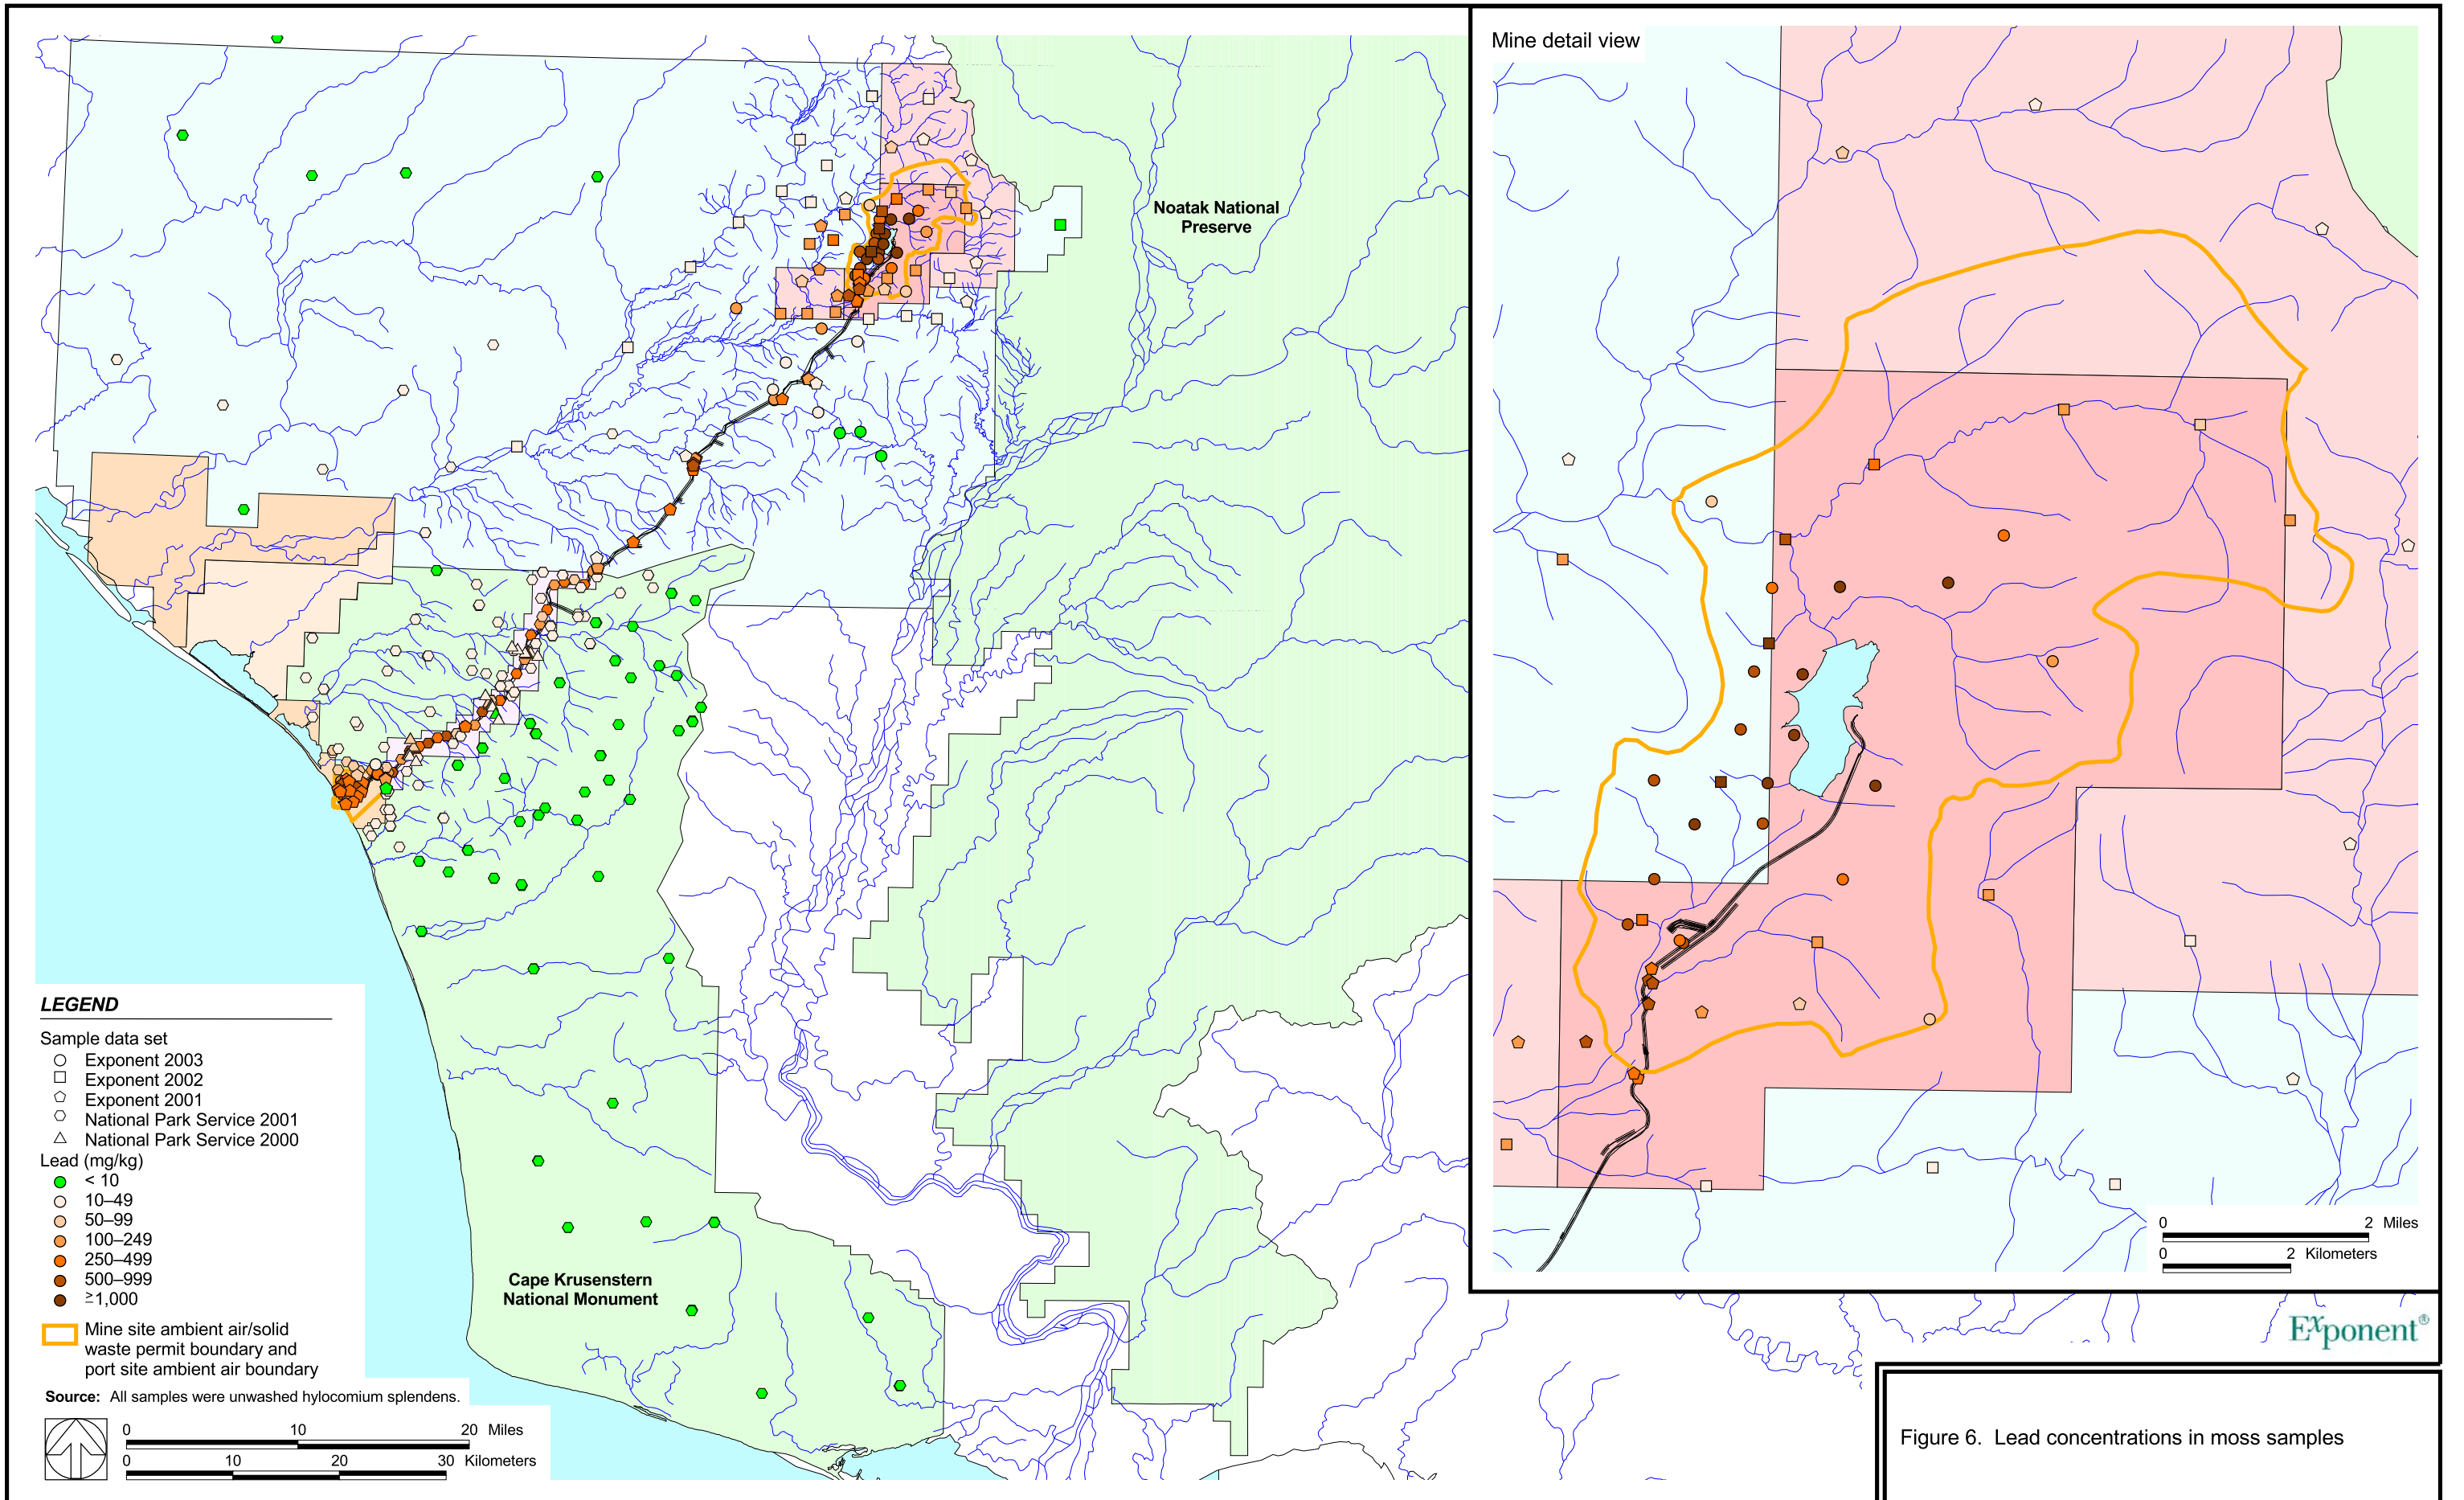 Mine detail view
Noatak National
Preserve
LEGEND
Sample data set
Exponent 2003
Exponent 2002
Exponent 2001
National Park Service 2001
National Park Service 2000
Lead (mg/kg)
< 10
10–49
50–99
100–249
250–499
500–999
≥1,000
Mine site ambient air/solid
waste permit boundary and
port site ambient air boundary
Source: All samples were unwashed hylocomium splendens.
0 10 20 Miles
0 10 20 30 Kilometers
Cape Krusenstern
National Monument
0 2 Miles
0 2 Kilometers
Exponent®
Figure 6. Lead concentrations in moss samples